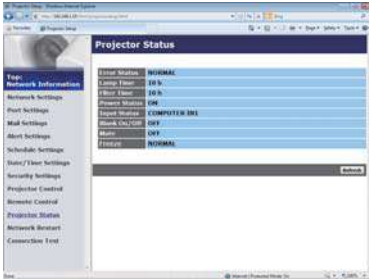 Projector Status
Top:
Network Information
Network Settings
Port Settings
Mail Settings
Alert Settings
Schedule Settings
Date/Time Settings
Security Settings
Projector Control
Remote Control
Projector Status
Network Restart
Connection Test
Error Status NORMAL
Lamp Time 10 h
Filter Time 10 h
Power Status ON
Input Status COMPUTER IN1
Blank On/Off OFF
Mute OFF
Freeze NORMAL
Refresh